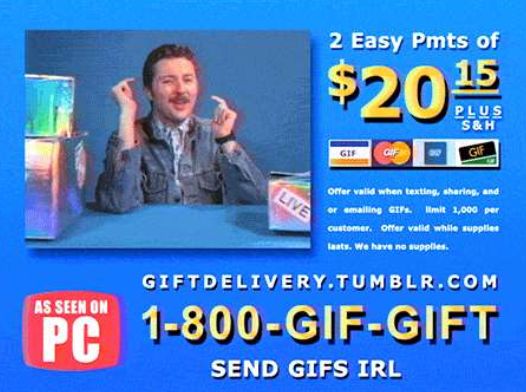 2 Easy Pmts of
$20 15
PLUS
S&H
GIF GIF GIF GIF
Offer valid when texting, sharing, and
or emailing GIFs. limit 1,000 per
customer. Offer valid while supplies
lasts. We have no supplies.
LIVE
GIFTDELIVERY.TUMBLR.COM
AS SEEN ON
PC
1-800-GIF-GIFT
SEND GIFS IRL